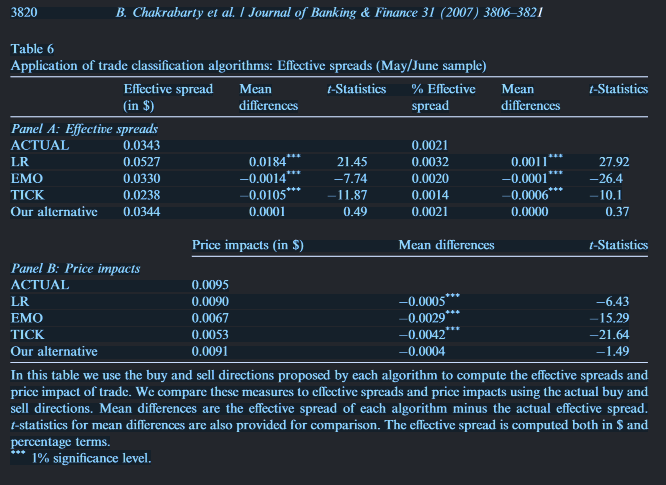 3820 B. Chakrabarty et al. / Journal of Banking & Finance 31 (2007) 3806–3821
Table 6
Application of trade classification algorithms: Effective spreads (May/June sample)
Effective spread Mean t-Statistics % Effective Mean t-Statistics
(in $) differences spread differences
Panel A: Effective spreads
ACTUAL 0.0343 0.0021
LR 0.0527 0.0184*** 21.45 0.0032 0.0011*** 27.92
EMO 0.0330 −0.0014*** −7.74 0.0020 −0.0001*** −26.4
TICK 0.0238 −0.0105*** −11.87 0.0014 −0.0006*** −10.1
Our alternative 0.0344 0.0001 0.49 0.0021 0.0000 0.37
Price impacts (in $) Mean differences t-Statistics
Panel B: Price impacts
ACTUAL 0.0095
LR 0.0090 −0.0005*** −6.43
EMO 0.0067 −0.0029*** −15.29
TICK 0.0053 −0.0042*** −21.64
Our alternative 0.0091 −0.0004 −1.49
In this table we use the buy and sell directions proposed by each algorithm to compute the effective spreads and
price impact of trade. We compare these measures to effective spreads and price impacts using the actual buy and
sell directions. Mean differences are the effective spread of each algorithm minus the actual effective spread.
t-statistics for mean differences are also provided for comparison. The effective spread is computed both in $ and
percentage terms.
*** 1% significance level.